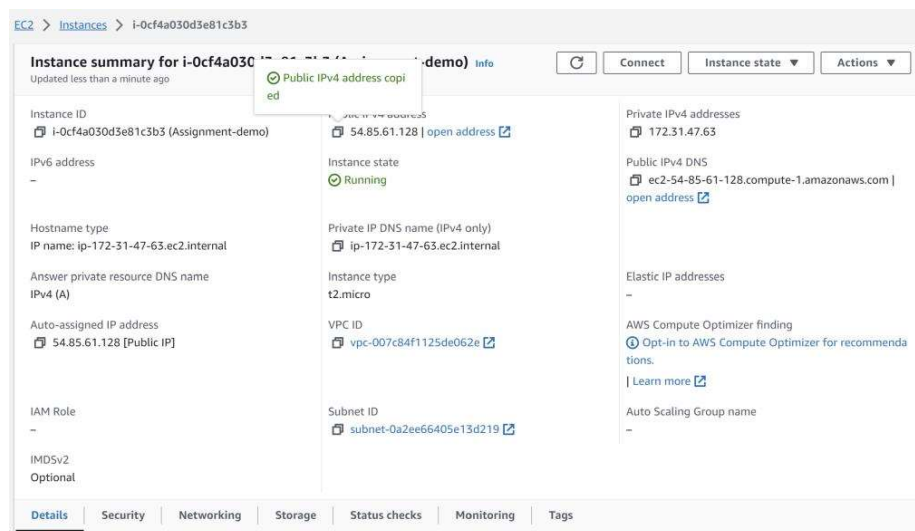 EC2 > Instances > i-0cf4a030d3e81c3b3
Instance summary for i-0cf4a030 -demo) Info
Connect
Instance state
Actions
Updated less than a minute ago
Public IPv4 address copi
ed
Instance ID
i-0cf4a030d3e81c3b3 (Assignment-demo)
54.85.61.128 | open address
Private IPv4 addresses
172.31.47.63
IPv6 address
–
Instance state
Running
Public IPv4 DNS
ec2-54-85-61-128.compute-1.amazonaws.com |
open address
Hostname type
IP name: ip-172-31-47-63.ec2.internal
Private IP DNS name (IPv4 only)
ip-172-31-47-63.ec2.internal
Answer private resource DNS name
IPv4 (A)
Instance type
t2.micro
Elastic IP addresses
–
Auto-assigned IP address
54.85.61.128 [Public IP]
VPC ID
vpc-007c84f1125de062e
AWS Compute Optimizer finding
Opt-in to AWS Compute Optimizer for recommenda
tions.
| Learn more
IAM Role
–
Subnet ID
subnet-0a2ee66405e13d219
Auto Scaling Group name
–
IMDSv2
Optional
Details
Security
Networking
Storage
Status checks
Monitoring
Tags